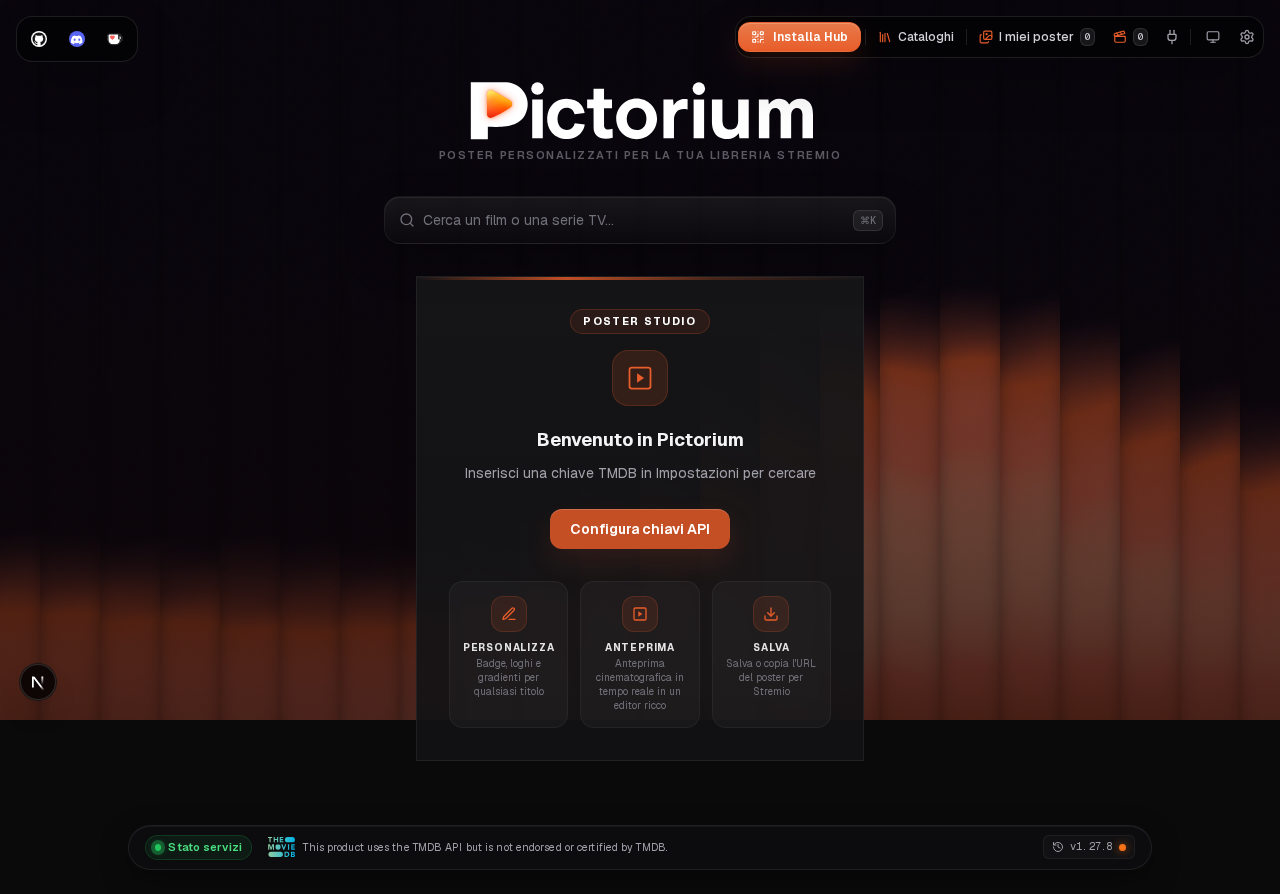 Installa Hub
Cataloghi
I miei poster 0
0
Pictorium
POSTER PERSONALIZZATI PER LA TUA LIBRERIA STREMIO
Cerca un film o una serie TV...
⌘K
POSTER STUDIO
Benvenuto in Pictorium
Inserisci una chiave TMDB in Impostazioni per cercare
Configura chiavi API
PERSONALIZZA
Badge, loghi e
gradienti per
qualsiasi titolo
ANTEPRIMA
Anteprima
cinematografica in
tempo reale in un
editor ricco
SALVA
Salva o copia l'URL
del poster per
Stremio
N
Stato servizi
THE
MOVIE
DB
This product uses the TMDB API but is not endorsed or certified by TMDB.
v1.27.8